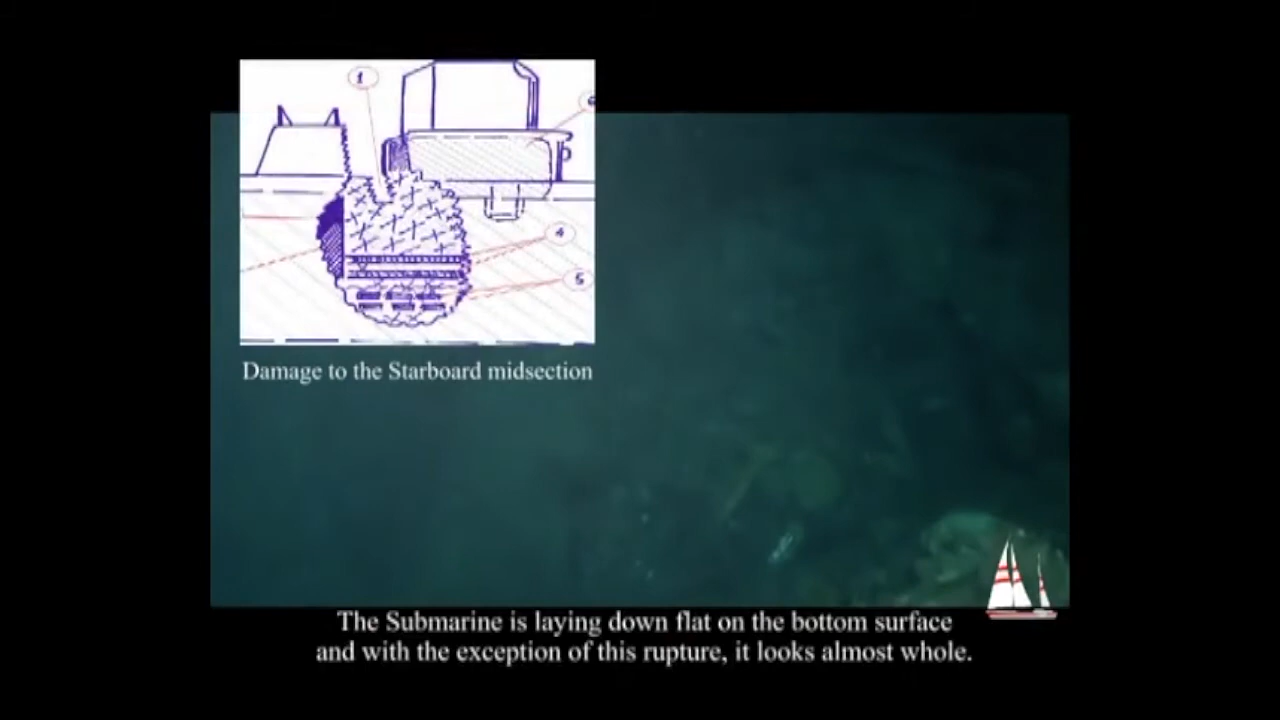 1
4
5
Damage to the Starboard midsection
The Submarine is laying down flat on the bottom surface
and with the exception of this rupture, it looks almost whole.